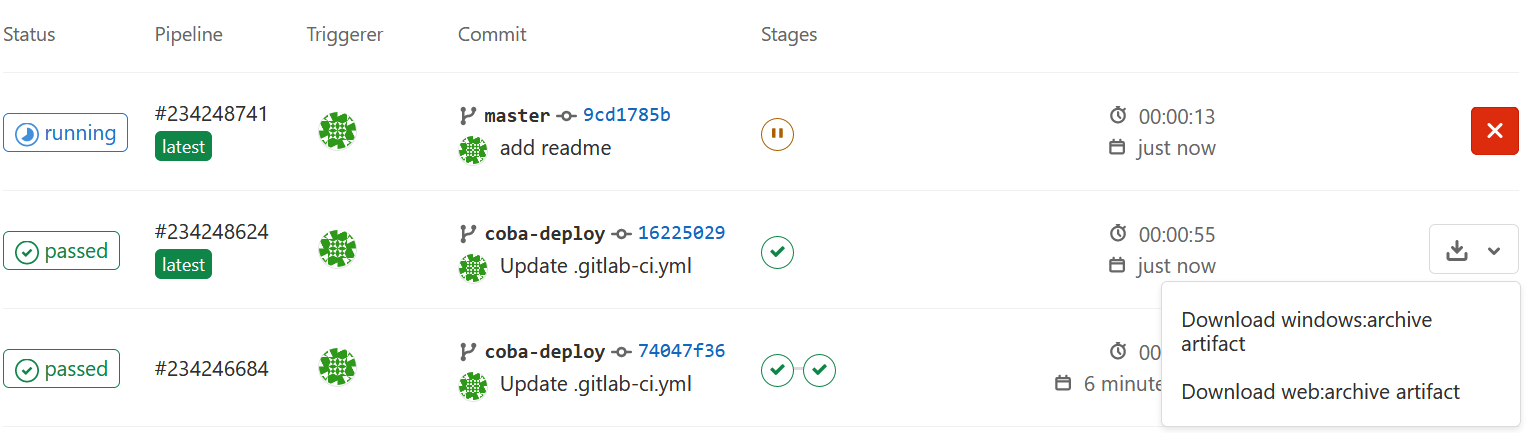 Status Pipeline Triggerer Commit Stages
running #234248741 master 9cd1785b 00:00:13
latest add readme just now
passed #234248624 coba-deploy 16225029 00:00:55
latest Update .gitlab-ci.yml just now
Download windows:archive
artifact
passed #234246684 coba-deploy 74047f36 00
Update .gitlab-ci.yml 6 minute
Download web:archive artifact